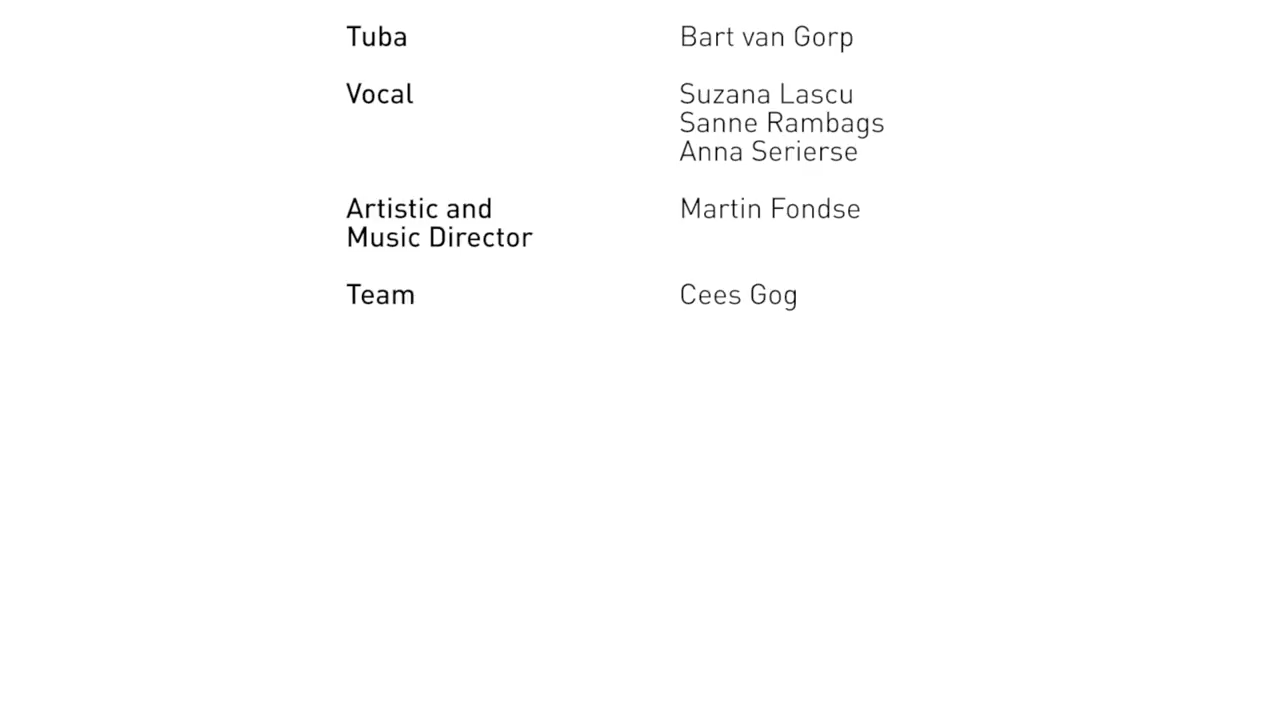 Tuba Bart van Gorp
Vocal Suzana Lascu
Sanne Rambags
Anna Serierse
Artistic and Martin Fondse
Music Director
Team Cees Gog